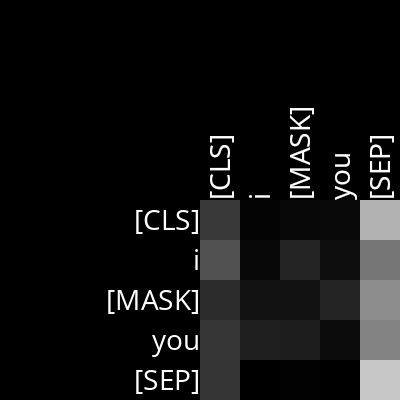 [CLS] i [MASK] you [SEP]
[CLS]
i
[MASK]
you
[SEP]